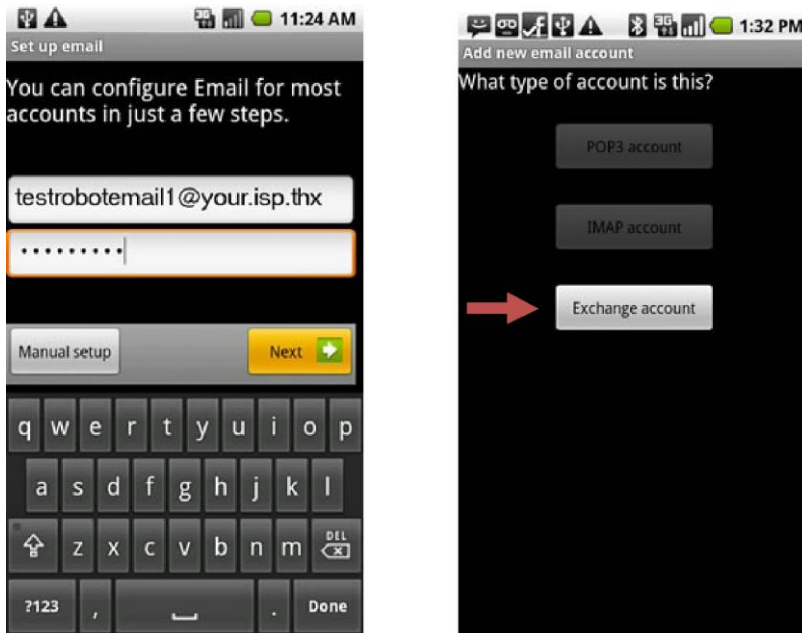 11:24 AM
Set up email
You can configure Email for most
accounts in just a few steps.
testrobotemail1@your.isp.thx
Manual setup
Next
q w e r t y u i o p
a s d f g h j k l
z x c v b n m DEL
?123 , . Done
3G 1:32 PM
Add new email account
What type of account is this?
POP3 account
IMAP account
Exchange account